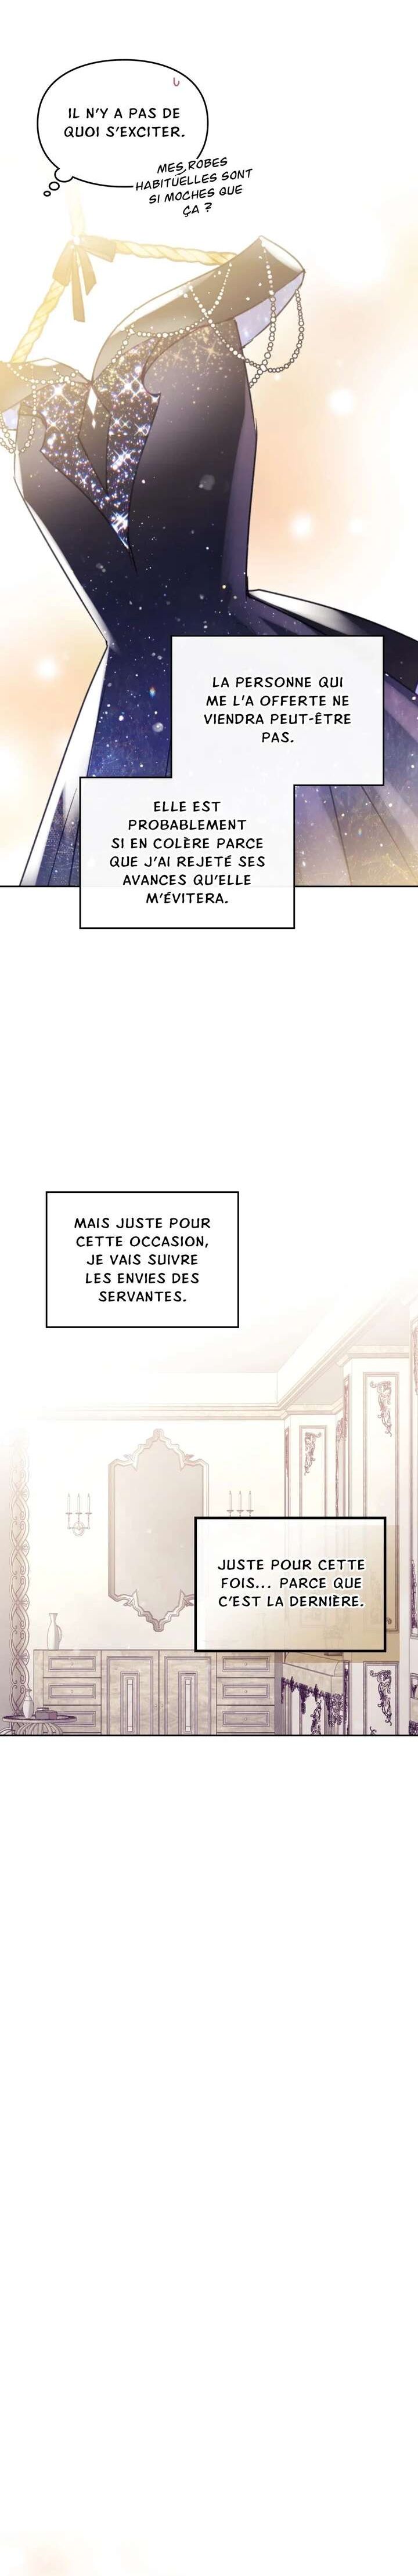 IL N'Y A PAS DE
QUOI S'EXCITER.
MES ROBES
HABITUELLES SONT
SI MOCHES QUE
ÇA ?
LA PERSONNE QUI
ME L'A OFFERTE NE
VIENDRA PEUT-ÊTRE
PAS.
ELLE EST
PROBABLEMENT
SI EN COLÈRE PARCE
QUE J'AI REJETÉ SES
AVANCES QU'ELLE
M'ÉVITERA.
MAIS JUSTE POUR
CETTE OCCASION,
JE VAIS SUIVRE
LES ENVIES DES
SERVANTES.
JUSTE POUR CETTE
FOIS... PARCE QUE
C'EST LA DERNIÈRE.